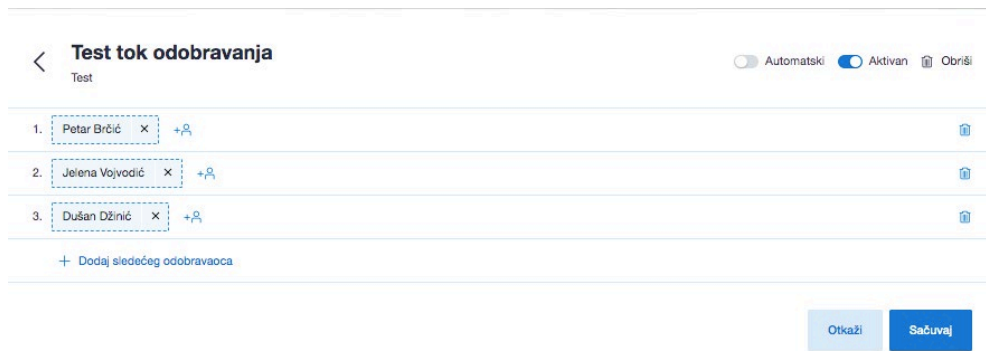 Test tok odobravanja
Test
Automatski Aktivan Obriši
1. Petar Brčić × +
2. Jelena Vojvodić × +
3. Dušan Džinić × +
+ Dodaj sledećeg odobravaoca
Otkaži Sačuvaj